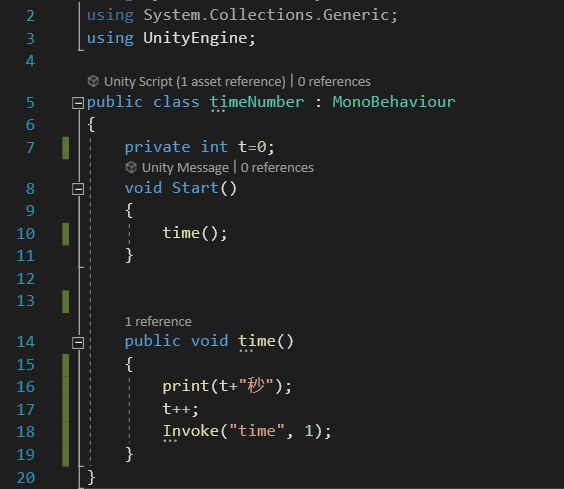 2 using System.Collections.Generic;
3 using UnityEngine;
4
Unity Script (1 asset reference) | 0 references
5 public class timeNumber : MonoBehaviour
6 {
7 private int t=0;
Unity Message | 0 references
8 void Start()
9 {
10 time();
11 }
12
13
1 reference
14 public void time()
15 {
16 print(t+"秒");
17 t++;
18 Invoke("time", 1);
19 }
20 }